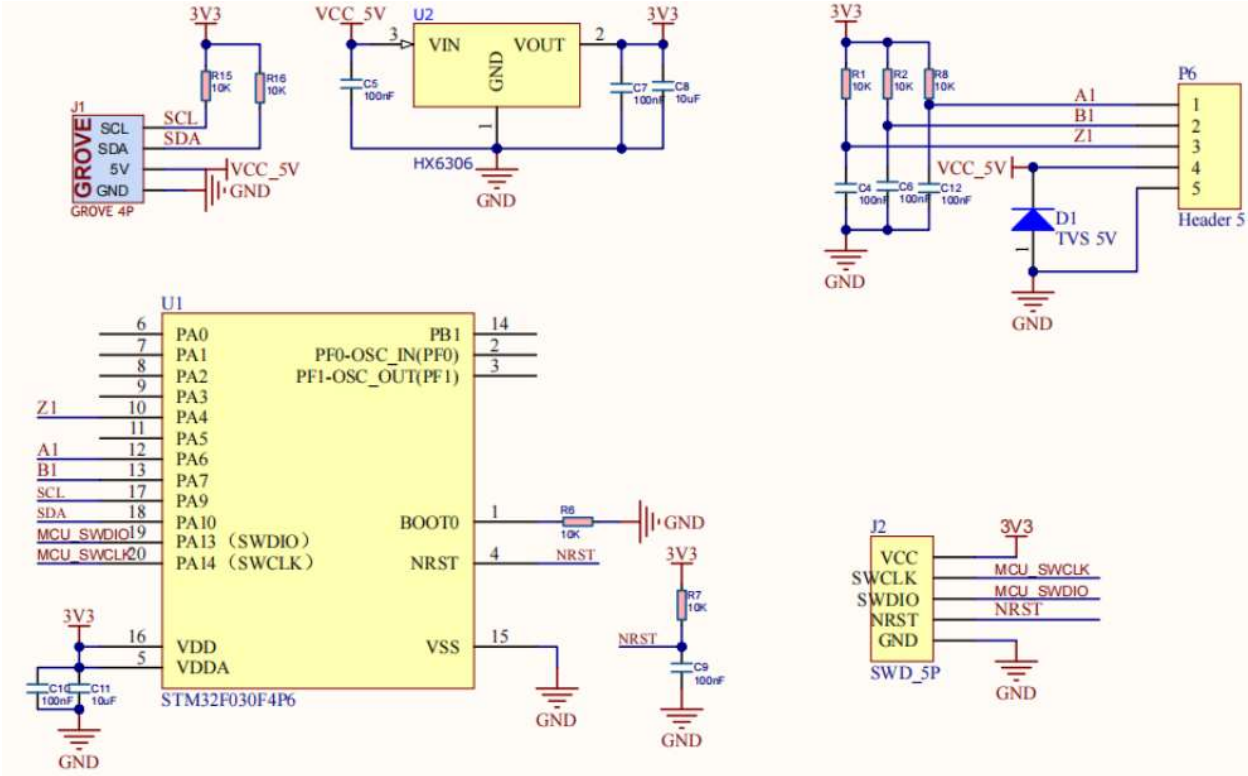 3V3
R15
10K
R16
10K
J1
GROVE
SCL
SDA
5V
GND
SCL
SDA
VCC_5V
GND
GROVE 4P
VCC_5V
U2
3V3
3
VIN
VOUT
2
GND
1
C5
100nF
C7
100nF
C8
10uF
HX6306
GND
3V3
R1
10K
R2
10K
R8
10K
P6
A1
1
B1
2
Z1
3
VCC_5V
4
5
C4
100nF
C6
100nF
C12
100nF
D1
TVS 5V
1
Header 5
GND
GND
U1
6 PA0
7 PA1
8 PA2
9 PA3
Z1 10 PA4
11 PA5
A1 12 PA6
B1 13 PA7
SCL 17 PA9
SDA 18 PA10
MCU_SWDIO 19 PA13 (SWDIO)
MCU_SWCLK 20 PA14 (SWCLK)
PB1 14
PF0-OSC_IN(PF0) 2
PF1-OSC_OUT(PF1) 3
BOOT0 1
R6
10K
GND
NRST 4 NRST
3V3
16 VDD
5 VDDA
VSS 15
C10
100nF
C11
10uF
GND
STM32F030F4P6
GND
3V3
R7
10K
NRST
C9
100nF
GND
J2
3V3
VCC
SWCLK MCU_SWCLK
SWDIO MCU_SWDIO
NRST NRST
GND
SWD_5P
GND